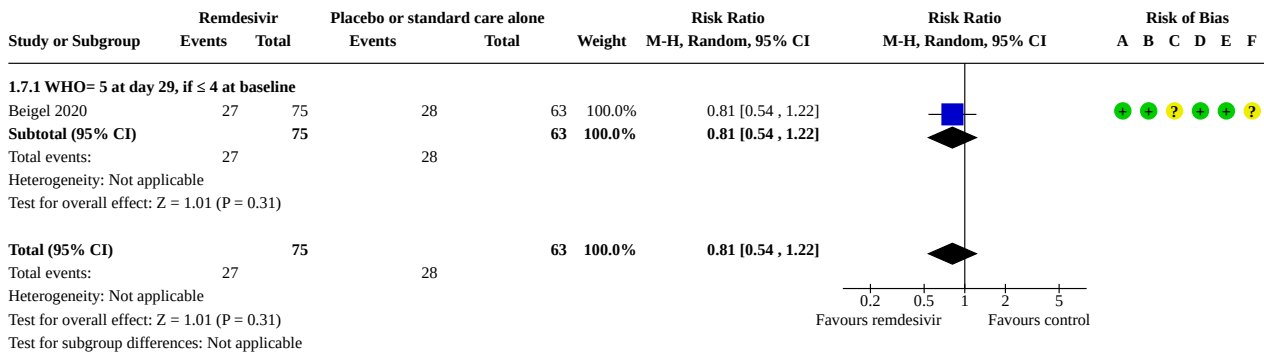 Remdesivir Placebo or standard care alone Risk Ratio Risk Ratio Risk of Bias
Study or Subgroup Events Total Events Total Weight M-H, Random, 95% CI M-H, Random, 95% CI A B C D E F
1.7.1 WHO= 5 at day 29, if ≤ 4 at baseline
Beigel 2020 27 75 28 63 100.0% 0.81 [0.54 , 1.22] + + ? + + ?
Subtotal (95% CI) 75 63 100.0% 0.81 [0.54 , 1.22]
Total events: 27 28
Heterogeneity: Not applicable
Test for overall effect: Z = 1.01 (P = 0.31)
Total (95% CI) 75 63 100.0% 0.81 [0.54 , 1.22]
Total events: 27 28
Heterogeneity: Not applicable 0.2 0.5 1 2 5
Test for overall effect: Z = 1.01 (P = 0.31) Favours remdesivir Favours control
Test for subgroup differences: Not applicable